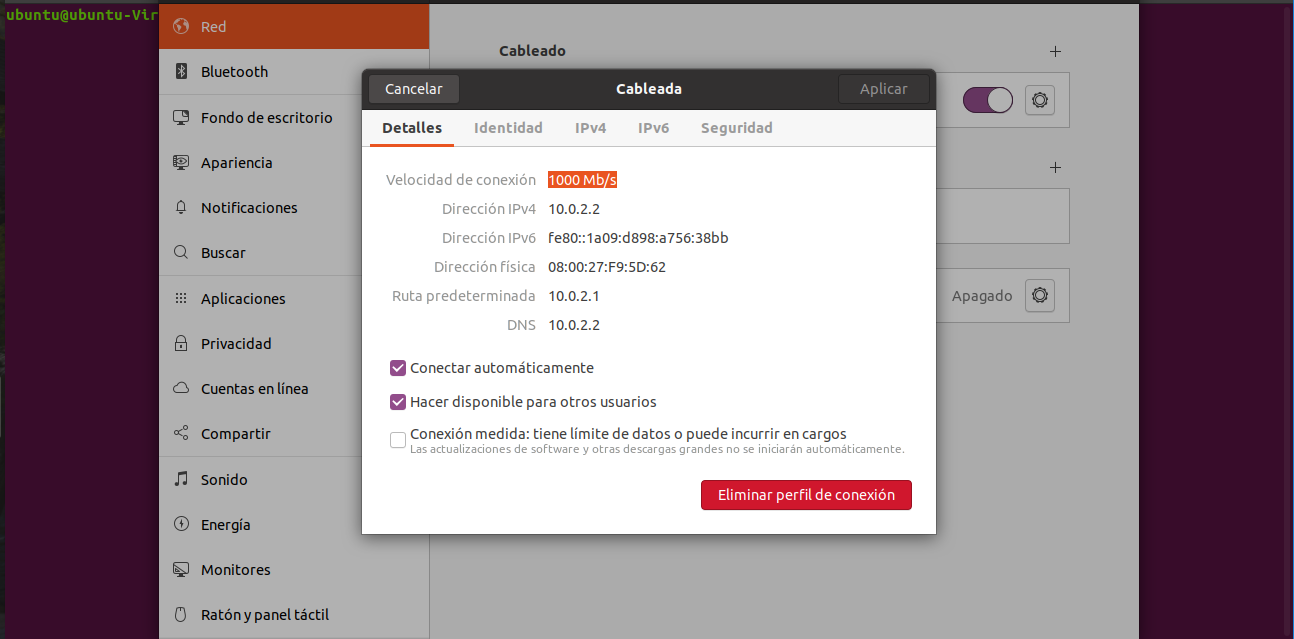 ubuntu@ubuntu-Vir
Red
Bluetooth
Fondo de escritorio
Apariencia
Notificaciones
Buscar
Aplicaciones
Privacidad
Cuentas en línea
Compartir
Sonido
Energía
Monitores
Ratón y panel táctil
Cableado
Apagado
Cancelar
Cableada
Aplicar
Detalles Identidad IPv4 IPv6 Seguridad
Velocidad de conexión 1000 Mb/s
Dirección IPv4 10.0.2.2
Dirección IPv6 fe80::1a09:d898:a756:38bb
Dirección física 08:00:27:F9:5D:62
Ruta predeterminada 10.0.2.1
DNS 10.0.2.2
Conectar automáticamente
Hacer disponible para otros usuarios
Conexión medida: tiene límite de datos o puede incurrir en cargos
Las actualizaciones de software y otras descargas grandes no se iniciarán automáticamente.
Eliminar perfil de conexión